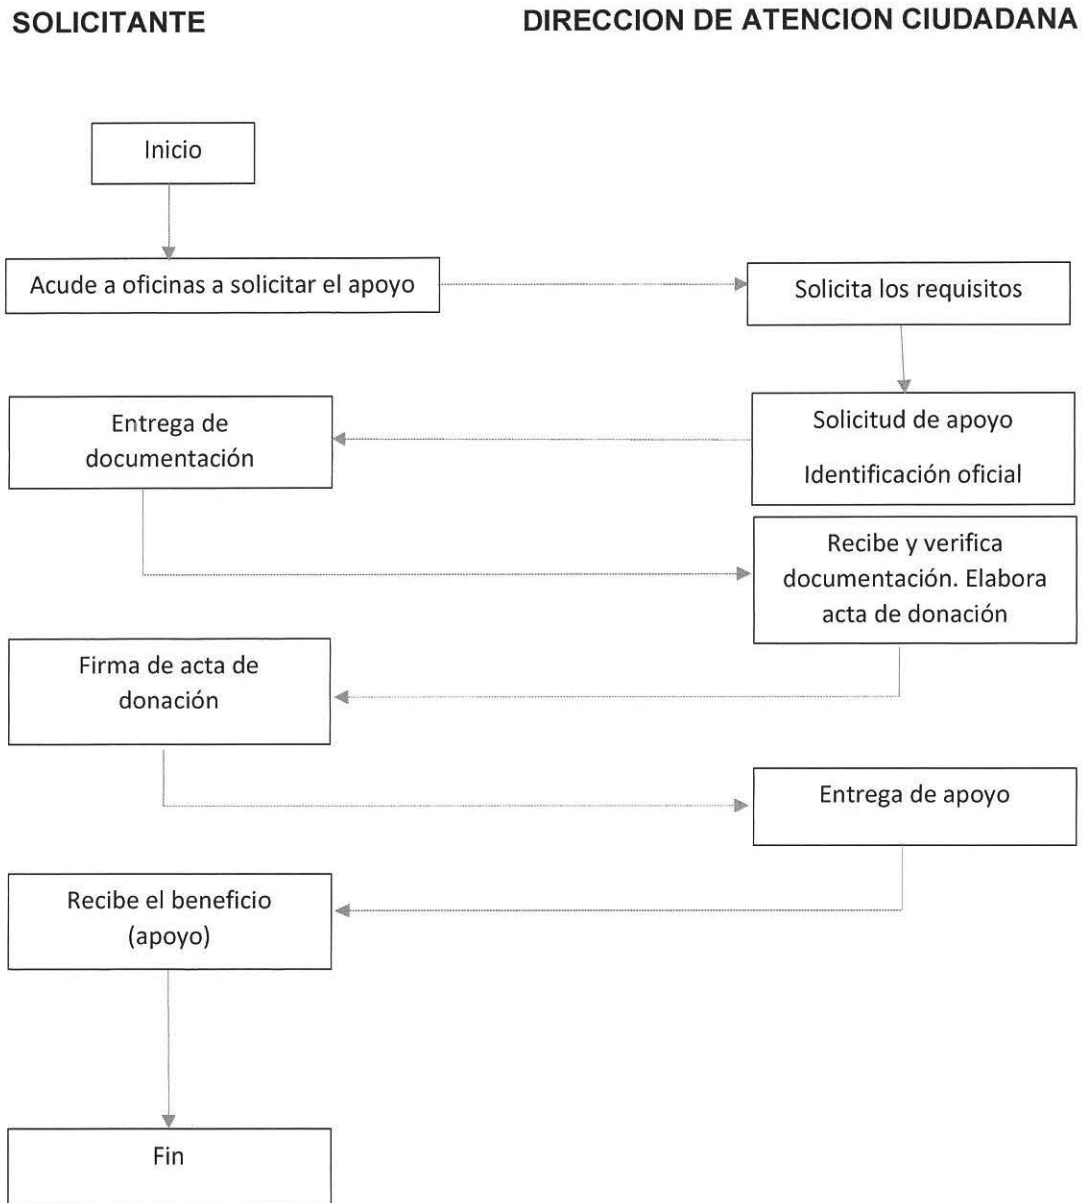 SOLICITANTE
DIRECCION DE ATENCION CIUDADANA
Inicio
Acude a oficinas a solicitar el apoyo
Solicita los requisitos
Solicitud de apoyo
Identificación oficial
Entrega de
documentación
Recibe y verifica
documentación. Elabora
acta de donación
Firma de acta de
donación
Entrega de apoyo
Recibe el beneficio
(apoyo)
Fin